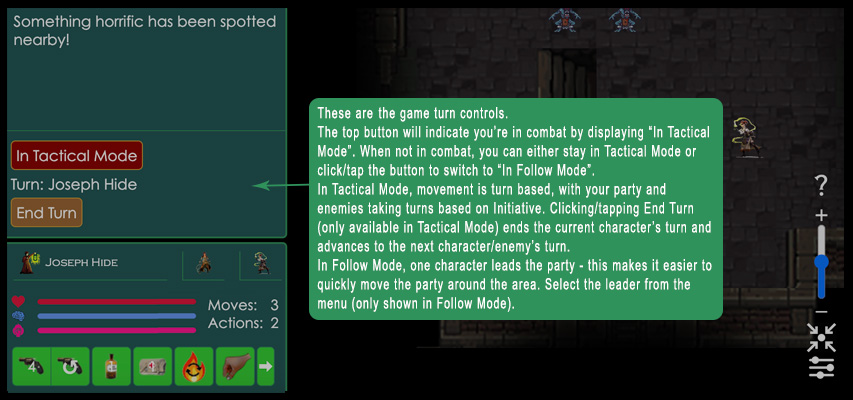 Something horrific has been spotted
nearby!
In Tactical Mode
Turn: Joseph Hide
End Turn
These are the game turn controls.
The top button will indicate you're in combat by displaying “In Tactical
Mode”. When not in combat, you can either stay in Tactical Mode or
click/tap the button to switch to “In Follow Mode”.
In Tactical Mode, movement is turn based, with your party and
enemies taking turns based on Initiative. Clicking/tapping End Turn
(only available in Tactical Mode) ends the current character's turn and
advances to the next character/enemy's turn.
In Follow Mode, one character leads the party - this makes it easier to
quickly move the party around the area. Select the leader from the
menu (only shown in Follow Mode).
Joseph Hide
Moves: 3
Actions: 2
4
?
+
−